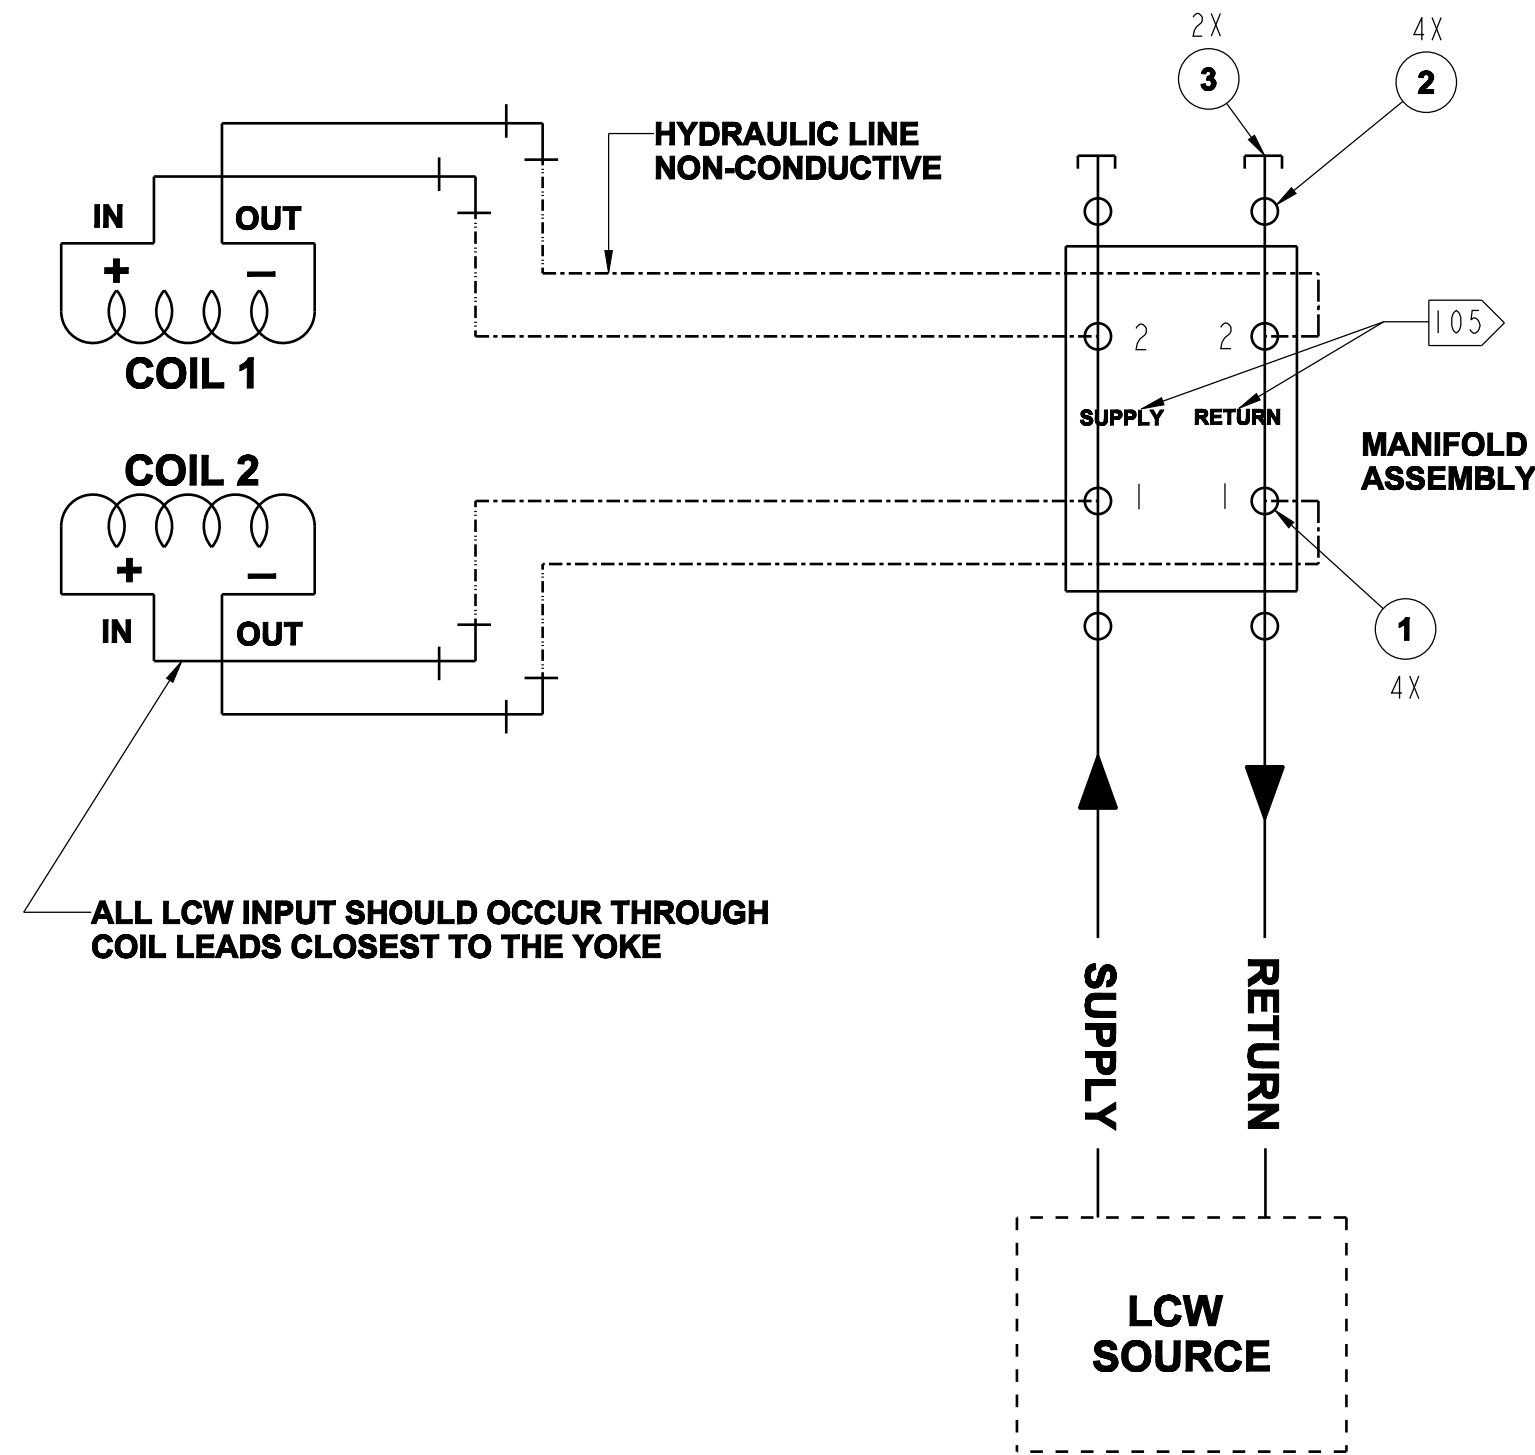 2X
4X
3
2
HYDRAULIC LINE
NON-CONDUCTIVE
IN
OUT
+
–
COIL 1
2
2
105
SUPPLY
RETURN
MANIFOLD
ASSEMBLY
COIL 2
1
1
+
–
IN
OUT
1
4X
ALL LCW INPUT SHOULD OCCUR THROUGH
COIL LEADS CLOSEST TO THE YOKE
SUPPLY
RETURN
LCW
SOURCE